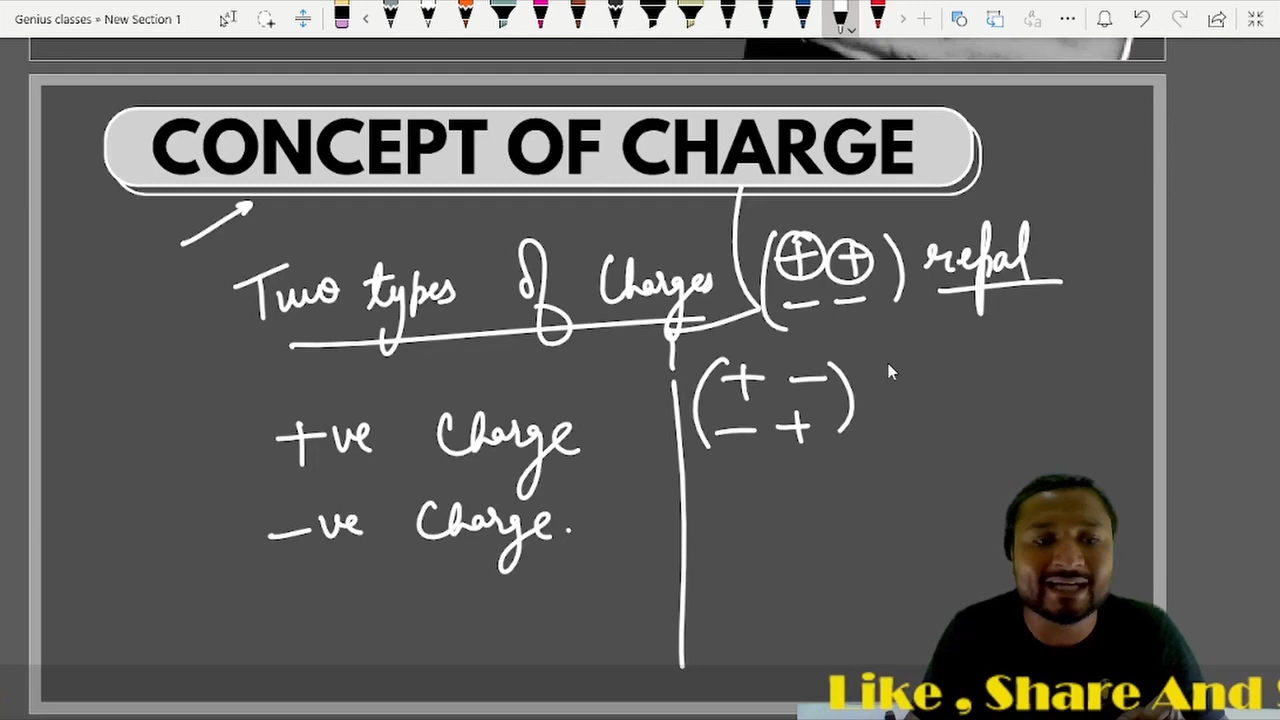 Genius classes » New Section 1
CONCEPT OF CHARGE
Two types of Charges
(⊕ ⊕) repal
− −
(+ −)
− +
+ve Charge
−ve Charge.
Like , Share And